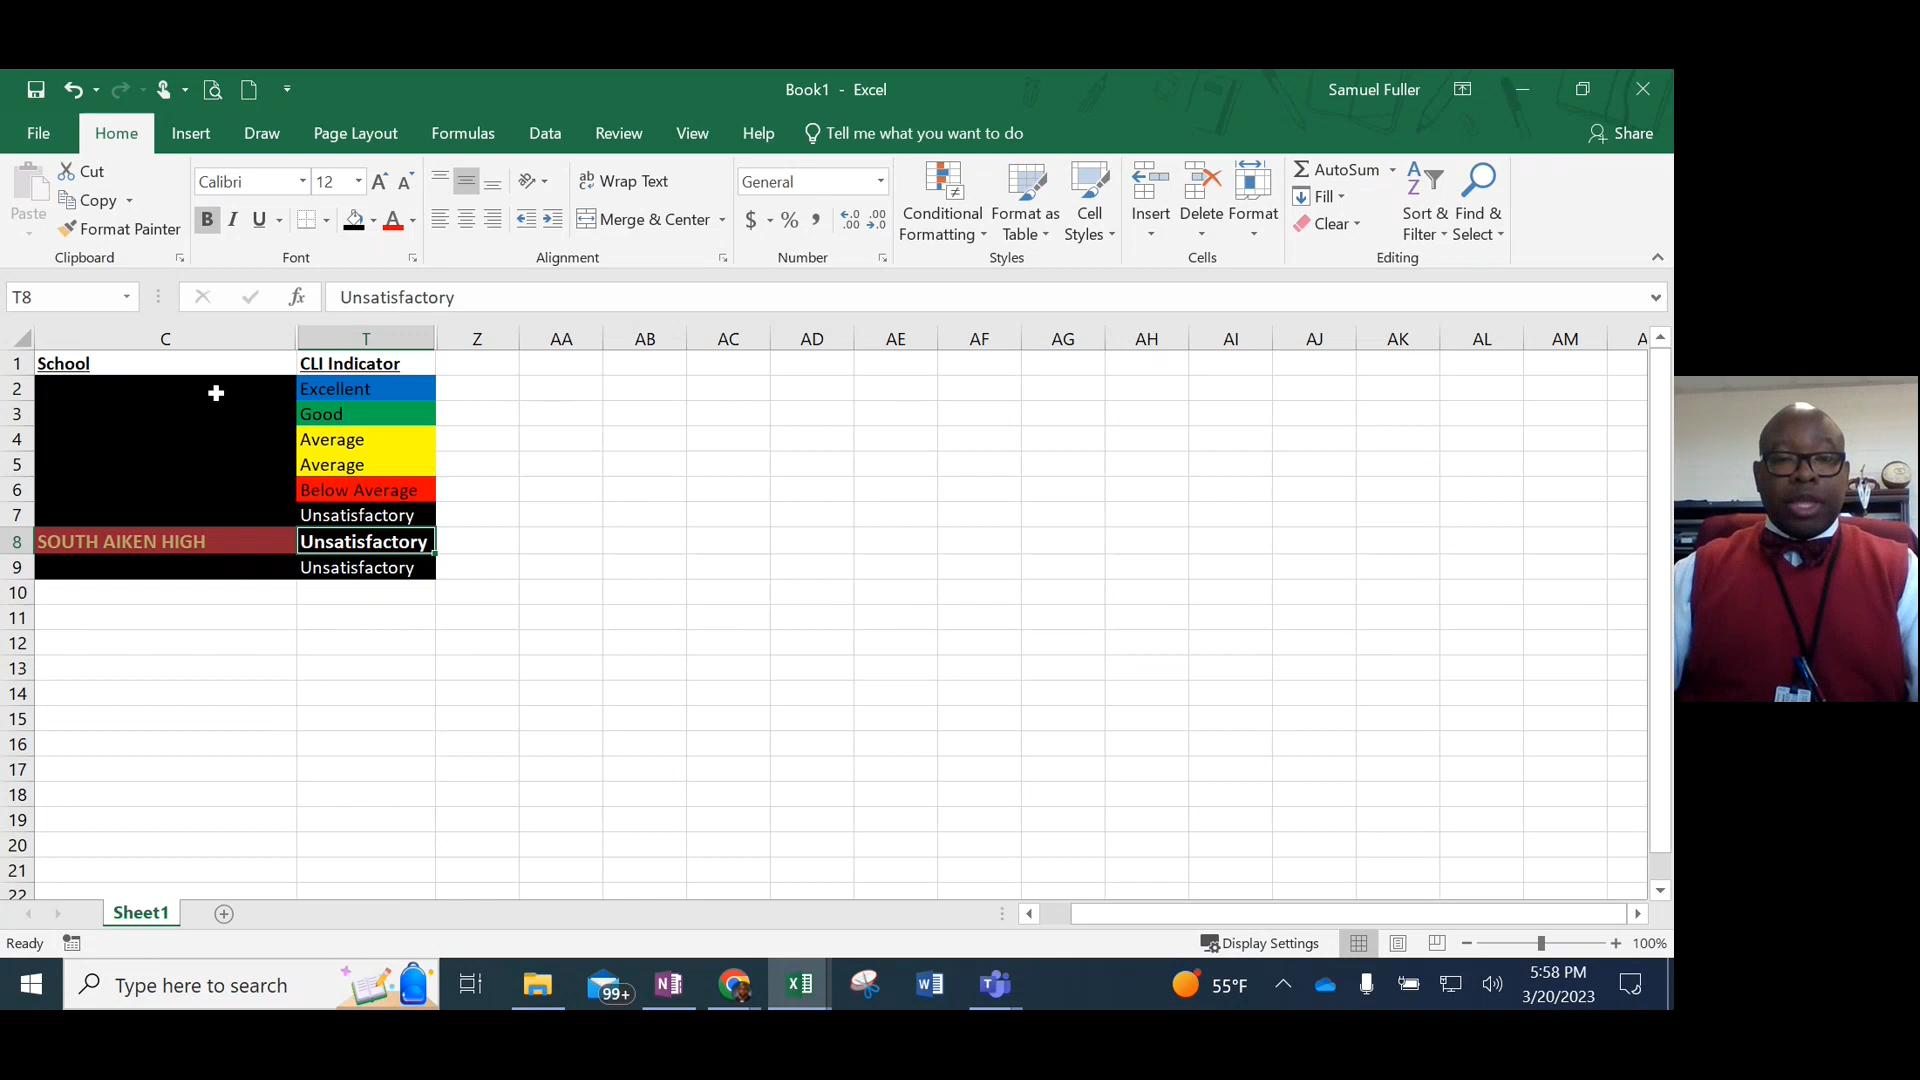 Book1 - Excel
Samuel Fuller
File Home Insert Draw Page Layout Formulas Data Review View Help Tell me what you want to do Share
Paste
Cut
Copy
Format Painter
Clipboard
Calibri 12
B I U A
Font
Wrap Text
Merge & Center
Alignment
General
$ % ,
Number
Conditional Formatting
Format as Table
Cell Styles
Styles
Insert Delete Format
Cells
AutoSum
Fill
Clear
Sort & Filter
Find & Select
Editing
T8 fx Unsatisfactory
C T Z AA AB AC AD AE AF AG AH AI AJ AK AL AM
1 School CLI Indicator
2 Excellent
3 Good
4 Average
5 Average
6 Below Average
7 Unsatisfactory
8 SOUTH AIKEN HIGH Unsatisfactory
9 Unsatisfactory
10
11
12
13
14
15
16
17
18
19
20
21
22
Sheet1
Ready Display Settings 100%
Type here to search 99+ 55°F 5:58 PM
3/20/2023